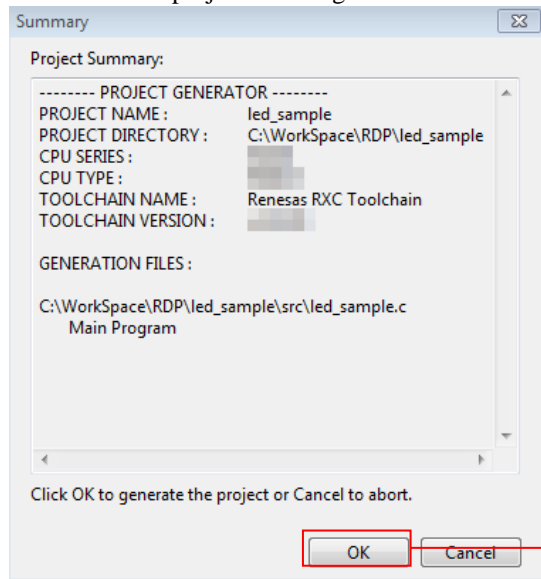 Summary
Project Summary:
-------- PROJECT GENERATOR --------
PROJECT NAME : led_sample
PROJECT DIRECTORY : C:\WorkSpace\RDP\led_sample
CPU SERIES :
CPU TYPE :
TOOLCHAIN NAME : Renesas RXC Toolchain
TOOLCHAIN VERSION :
GENERATION FILES :
C:\WorkSpace\RDP\led_sample\src\led_sample.c
Main Program
Click OK to generate the project or Cancel to abort.
OK Cancel